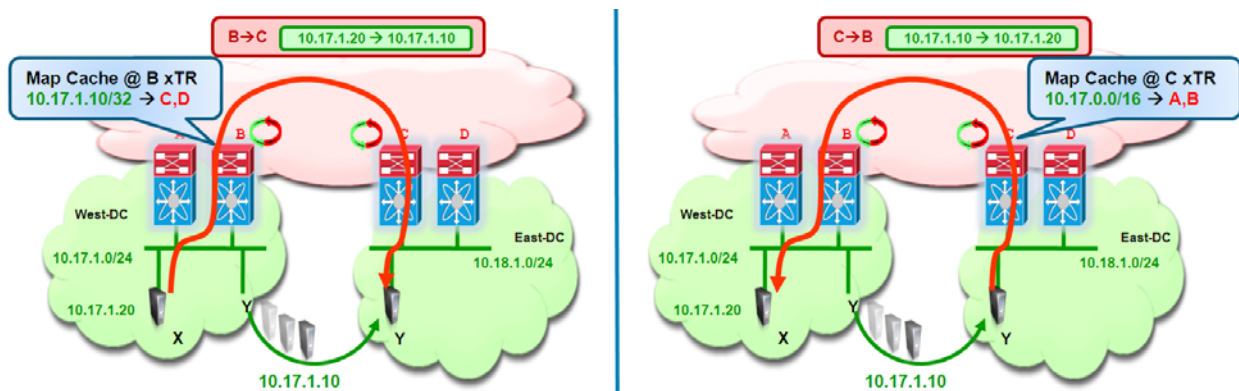 B→C 10.17.1.20 → 10.17.1.10
Map Cache @ B xTR
10.17.1.10/32 → C,D
A B C D
West-DC
10.17.1.0/24
East-DC
10.18.1.0/24
10.17.1.20
X
Y
Y
10.17.1.10
C→B 10.17.1.10 → 10.17.1.20
Map Cache @ C xTR
10.17.0.0/16 → A,B
A B C D
West-DC
10.17.1.0/24
East-DC
10.18.1.0/24
10.17.1.20
X
Y
Y
10.17.1.10